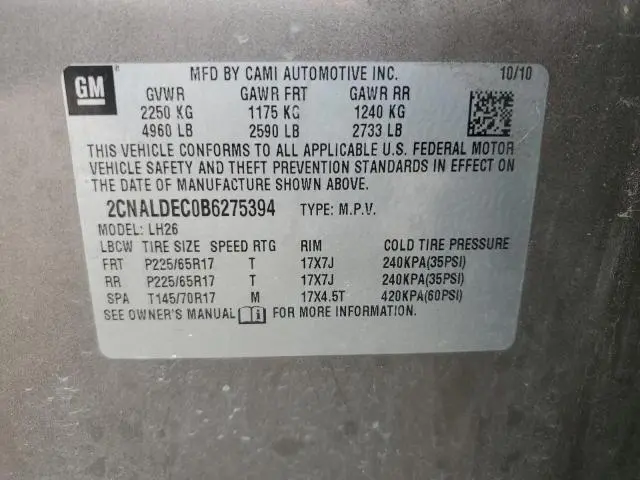 GM ®
MFD BY CAMI AUTOMOTIVE INC. 10/10
GVWR GAWR FRT GAWR RR
2250 KG 1175 KG 1240 KG
4960 LB 2590 LB 2733 LB
THIS VEHICLE CONFORMS TO ALL APPLICABLE U.S. FEDERAL MOTOR
VEHICLE SAFETY AND THEFT PREVENTION STANDARDS IN EFFECT ON
THE DATE OF MANUFACTURE SHOWN ABOVE.
2CNALDEC0B6275394 TYPE: M.P.V.
MODEL: LH26
LBCW TIRE SIZE SPEED RTG RIM COLD TIRE PRESSURE
FRT P225/65R17 T 17X7J 240KPA(35PSI)
RR P225/65R17 T 17X7J 240KPA(35PSI)
SPA T145/70R17 M 17X4.5T 420KPA(60PSI)
SEE OWNER'S MANUAL i FOR MORE INFORMATION.